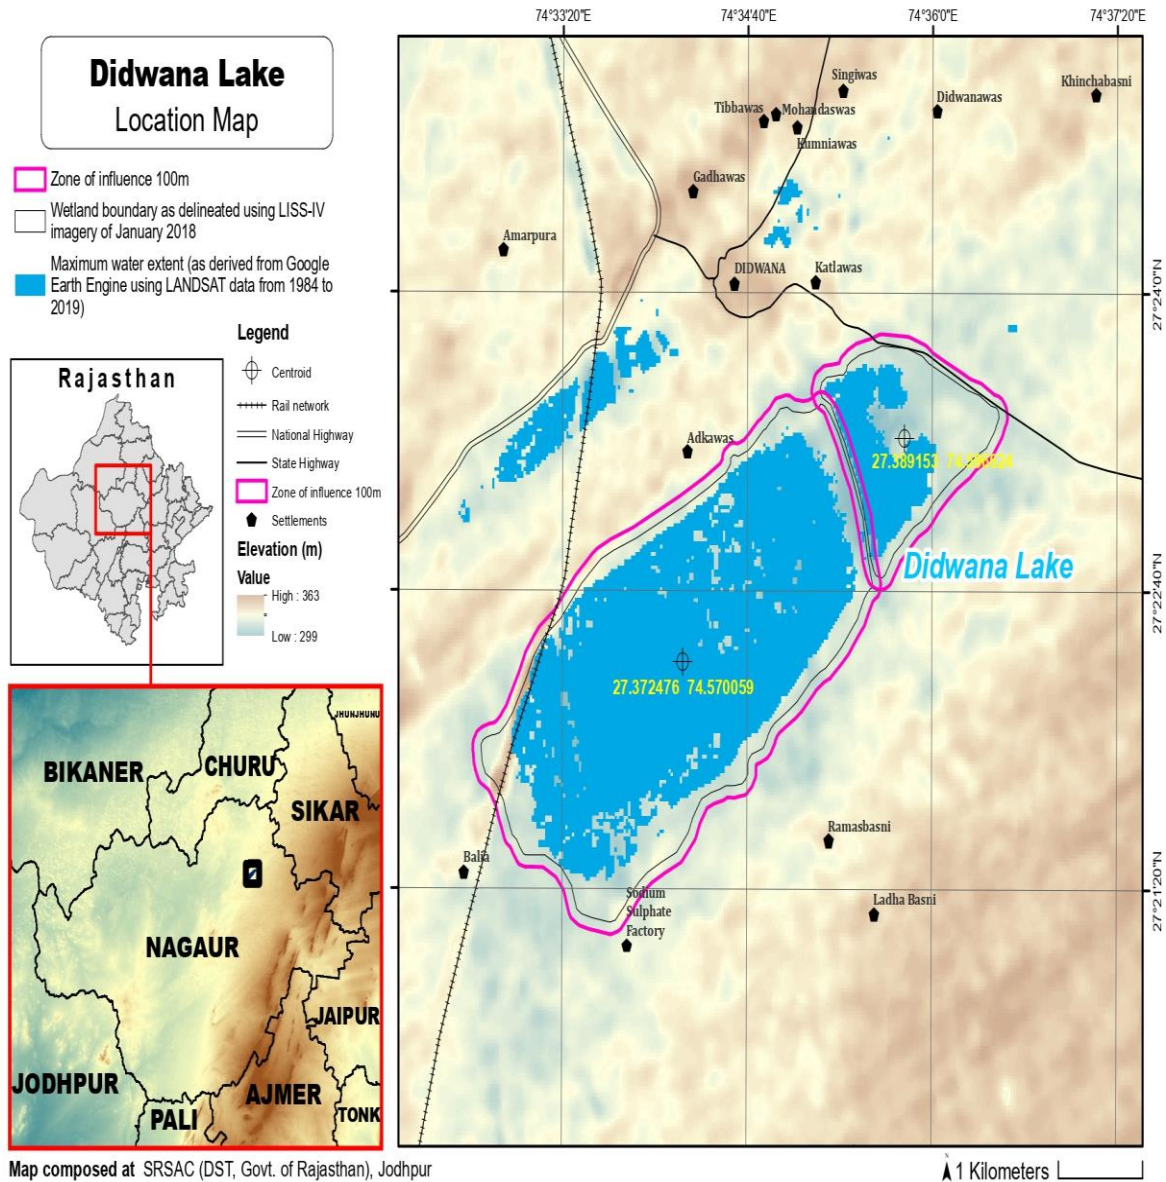 Didwana Lake
Location Map
Zone of influence 100m
Wetland boundary as delineated using LISS-IV
imagery of January 2018
Maximum water extent (as derived from Google
Earth Engine using LANDSAT data from 1984 to
2019)
Legend
Centroid
Rail network
National Highway
State Highway
Zone of influence 100m
Settlements
Elevation (m)
Value
High : 363
Low : 299
Rajasthan
BIKANER
CHURU
JHUNJHUNU
SIKAR
NAGAUR
JAIPUR
JODHPUR
AJMER
PALI
TONK
74°33'20"E
74°34'40"E
74°36'0"E
74°37'20"E
Singiwas
Khinchabasni
Tibbawas
Mohandaswas
Didwanawas
Kumniawas
Gadhawas
Amarpura
DIDWANA
Katlawas
27°24'0"N
Adkawas
27.389153
Didwana Lake
27°22'40"N
27.372476 74.570059
Ramasbasni
Balia
27°21'20"N
Sodium
Sulphate
Factory
Ladha Basni
Map composed at SRSAC (DST, Govt. of Rajasthan), Jodhpur
N
1 Kilometers